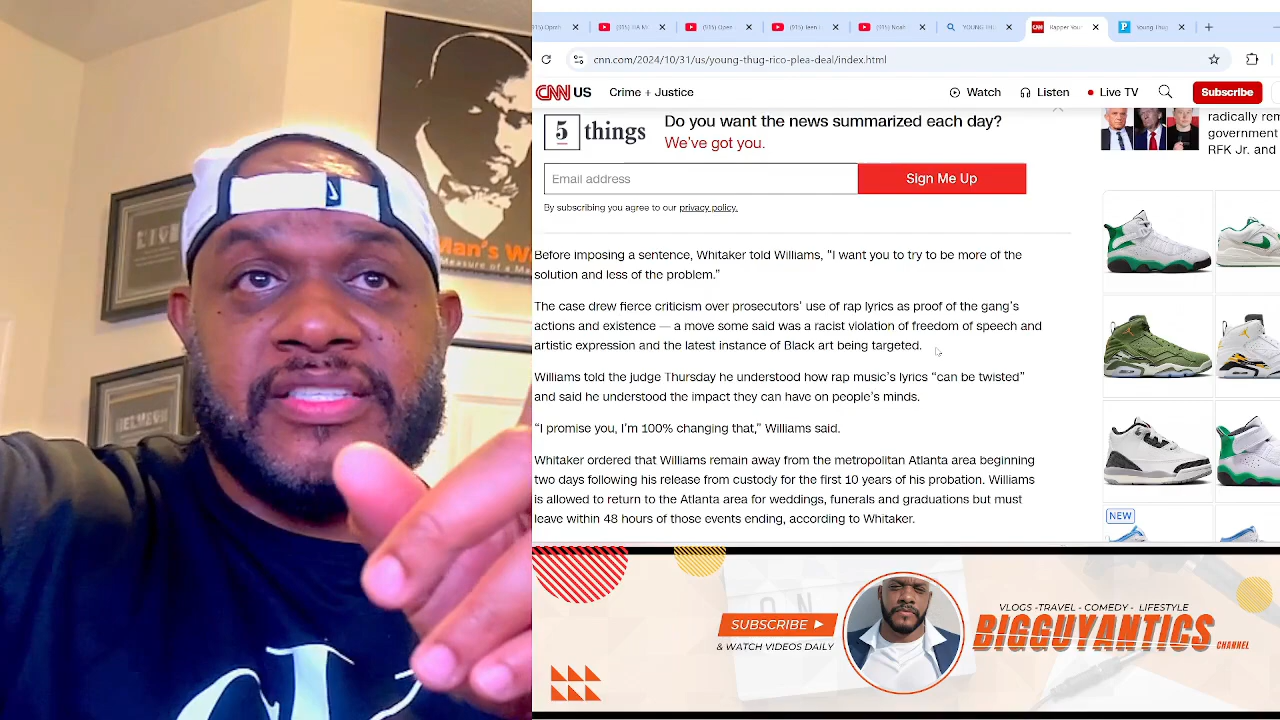 Man's W
Measure of a Ma
LIVE
YOUNG THU
Rapper You
Young Thug
cnn.com/2024/10/31/us/young-thug-rico-plea-deal/index.html
CNN US
Crime + Justice
Watch
Listen
Live TV
Subscribe
5 things
Do you want the news summarized each day?
We've got you.
Email address
Sign Me Up
By subscribing you agree to our privacy policy.
radically ren
government
RFK Jr. and
Before imposing a sentence, Whitaker told Williams, “I want you to try to be more of the
solution and less of the problem.”
The case drew fierce criticism over prosecutors’ use of rap lyrics as proof of the gang’s
actions and existence — a move some said was a racist violation of freedom of speech and
artistic expression and the latest instance of Black art being targeted.
Williams told the judge Thursday he understood how rap music’s lyrics “can be twisted”
and said he understood the impact they can have on people’s minds.
“I promise you, I’m 100% changing that,” Williams said.
Whitaker ordered that Williams remain away from the metropolitan Atlanta area beginning
two days following his release from custody for the first 10 years of his probation. Williams
is allowed to return to the Atlanta area for weddings, funerals and graduations but must
leave within 48 hours of those events ending, according to Whitaker.
NEW
SUBSCRIBE
& WATCH VIDEOS DAILY
VLOGS -TRAVEL - COMEDY - LIFESTYLE
BIGGUYANTICS
CHANNEL